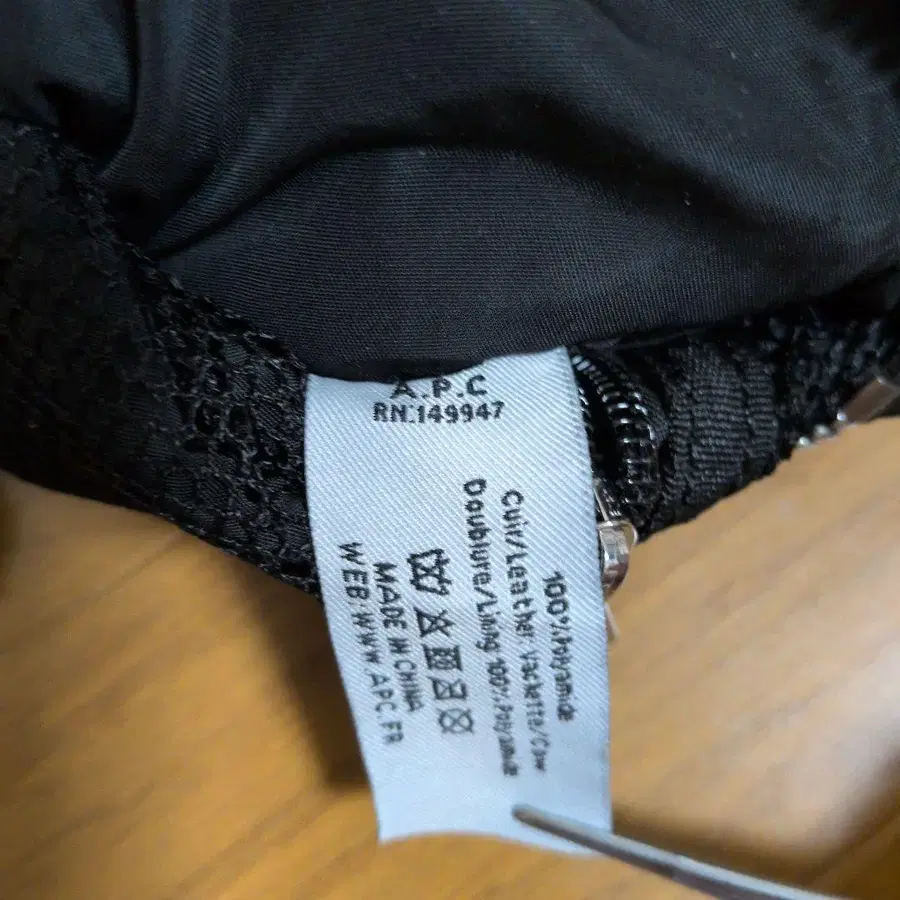 A.P.C
RN.149947
100%Polyamide
Cuir/Leather Vachette/Cow
Doublure/Lining 100%Polyamide
MADE IN CHINA
WEB:WWW.APC.FR